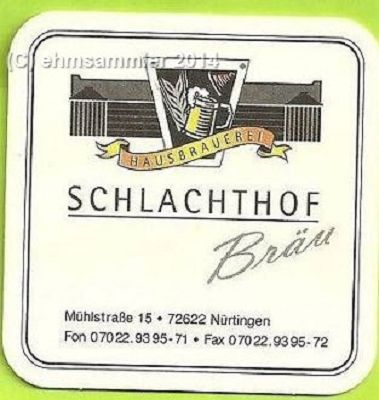 (C) ehmsammler 2014
HAUSBRAUEREI
SCHLACHTHOF
Bräu
Mühlstraße 15 • 72622 Nürtingen
Fon 07022.9395-71 • Fax 07022.9395-72